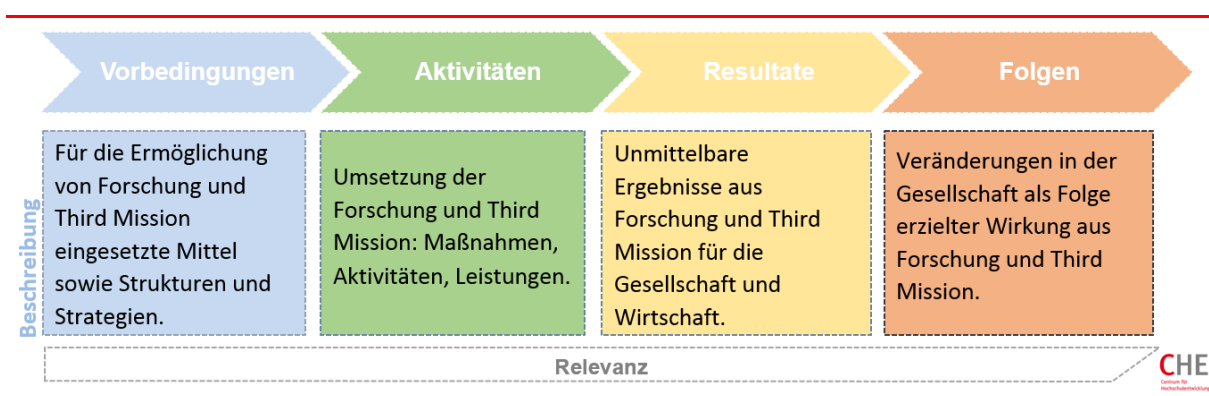 Vorbedingungen
Aktivitäten
Resultate
Folgen
Beschreibung
Für die Ermöglichung
von Forschung und
Third Mission
eingesetzte Mittel
sowie Strukturen und
Strategien.
Umsetzung der
Forschung und Third
Mission: Maßnahmen,
Aktivitäten, Leistungen.
Unmittelbare
Ergebnisse aus
Forschung und Third
Mission für die
Gesellschaft und
Wirtschaft.
Veränderungen in der
Gesellschaft als Folge
erzielter Wirkung aus
Forschung und Third
Mission.
Relevanz
CHE
Centrum für
Hochschulentwicklung